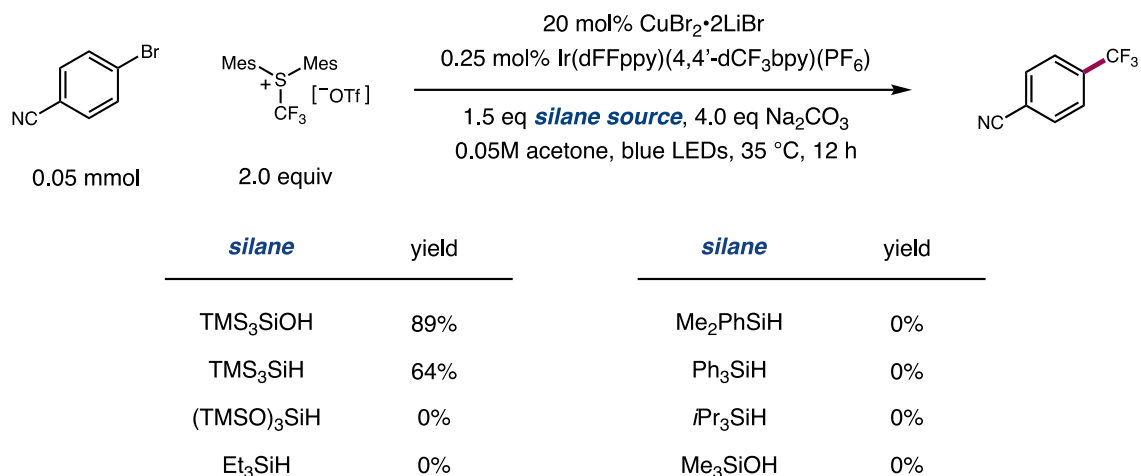 20 mol% CuBr₂•2LiBr
0.25 mol% Ir(dFFppy)(4,4’-dCF₃bpy)(PF₆)
1.5 eq silane source, 4.0 eq Na₂CO₃
0.05M acetone, blue LEDs, 35 °C, 12 h
NC
Br
0.05 mmol
Mes
Mes
S
+
CF₃
[⁻OTf]
2.0 equiv
NC
CF₃
silane yield
TMS₃SiOH 89%
TMS₃SiH 64%
(TMSO)₃SiH 0%
Et₃SiH 0%
silane yield
Me₂PhSiH 0%
Ph₃SiH 0%
iPr₃SiH 0%
Me₃SiOH 0%